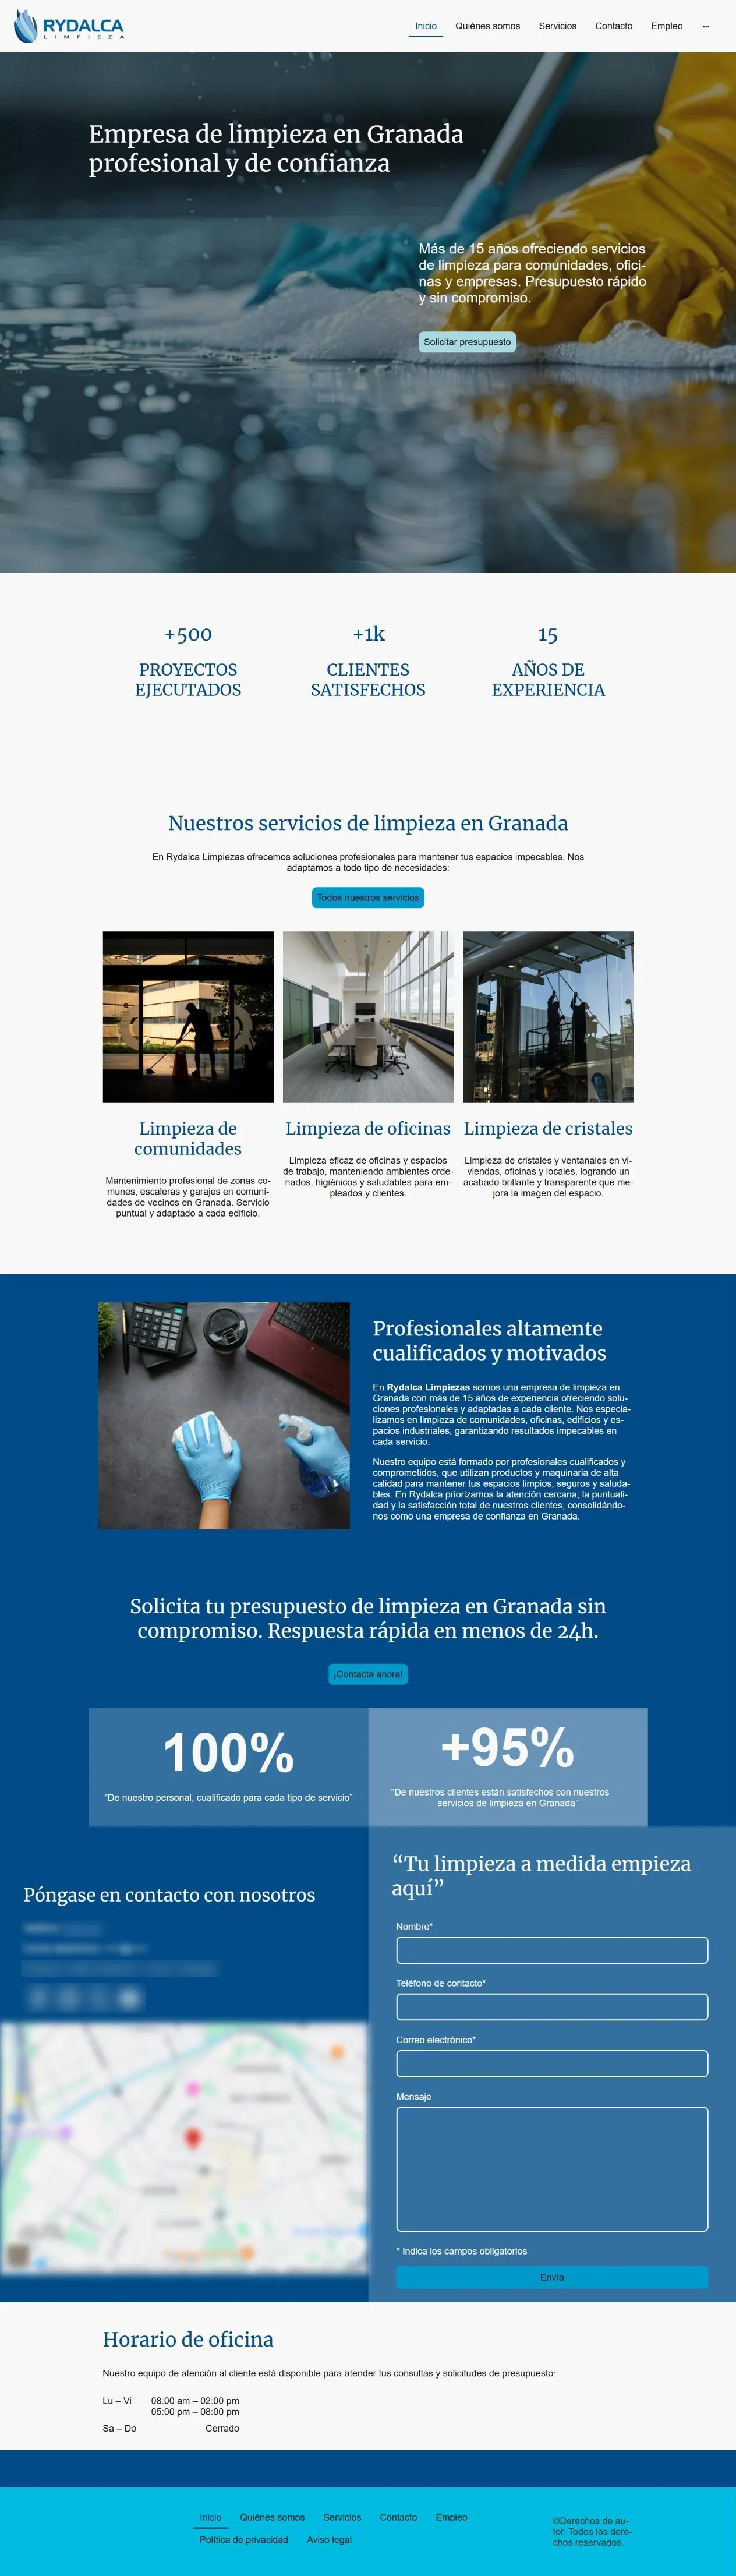 RYDALCA
LIMPIEZA
Inicio
Quiénes somos
Servicios
Contacto
Empleo
···
Empresa de limpieza en Granada
profesional y de confianza
Más de 15 años ofreciendo servicios
de limpieza para comunidades, ofici-
nas y empresas. Presupuesto rápido
y sin compromiso.
Solicitar presupuesto
+500
PROYECTOS
EJECUTADOS
+1k
CLIENTES
SATISFECHOS
15
AÑOS DE
EXPERIENCIA
Nuestros servicios de limpieza en Granada
En Rydalca Limpiezas ofrecemos soluciones profesionales para mantener tus espacios impecables. Nos
adaptamos a todo tipo de necesidades:
Todos nuestros servicios
Limpieza de
comunidades
Mantenimiento profesional de zonas co-
munes, escaleras y garajes en comuni-
dades de vecinos en Granada. Servicio
puntual y adaptado a cada edificio.
Limpieza de oficinas
Limpieza eficaz de oficinas y espacios
de trabajo, manteniendo ambientes orde-
nados, higiénicos y saludables para em-
pleados y clientes.
Limpieza de cristales
Limpieza de cristales y ventanales en vi-
viendas, oficinas y locales, logrando un
acabado brillante y transparente que me-
jora la imagen del espacio.
Profesionales altamente
cualificados y motivados
En Rydalca Limpiezas somos una empresa de limpieza en
Granada con más de 15 años de experiencia ofreciendo solu-
ciones profesionales y adaptadas a cada cliente. Nos especia-
lizamos en limpieza de comunidades, oficinas, edificios y es-
pacios industriales, garantizando resultados impecables en
cada servicio.
Nuestro equipo está formado por profesionales cualificados y
comprometidos, que utilizan productos y maquinaria de alta
calidad para mantener tus espacios limpios, seguros y saluda-
bles. En Rydalca priorizamos la atención cercana, la puntuali-
dad y la satisfacción total de nuestros clientes, consolidándo-
nos como una empresa de confianza en Granada.
Solicita tu presupuesto de limpieza en Granada sin
compromiso. Respuesta rápida en menos de 24h.
¡Contacta ahora!
100%
"De nuestro personal, cualificado para cada tipo de servicio"
+95%
"De nuestros clientes están satisfechos con nuestros
servicios de limpieza en Granada"
Póngase en contacto con nosotros
“Tu limpieza a medida empieza
aquí”
Nombre*
Teléfono de contacto*
Correo electrónico*
Mensaje
* Indica los campos obligatorios
Envía
Horario de oficina
Nuestro equipo de atención al cliente está disponible para atender tus consultas y solicitudes de presupuesto:
Lu – Vi 08:00 am – 02:00 pm
05:00 pm – 08:00 pm
Sa – Do Cerrado
Inicio
Quiénes somos
Servicios
Contacto
Empleo
Política de privacidad
Aviso legal
©Derechos de au-
tor. Todos los dere-
chos reservados.